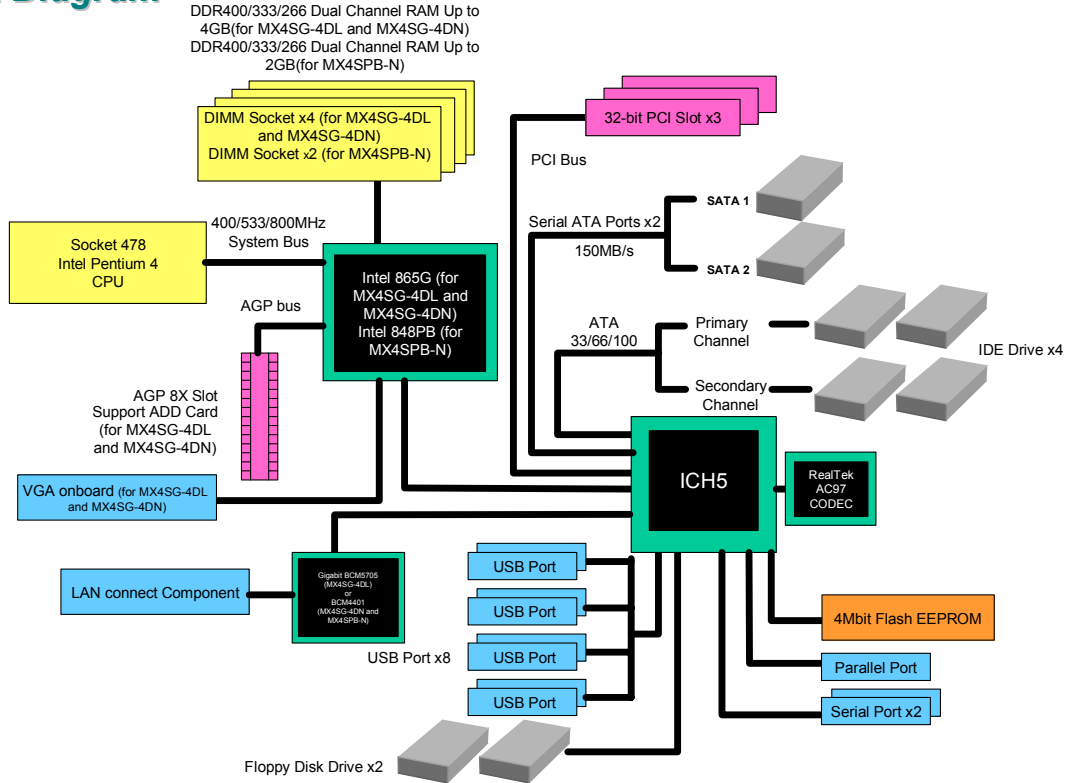 Diagram
DDR400/333/266 Dual Channel RAM Up to
4GB(for MX4SG-4DL and MX4SG-4DN)
DDR400/333/266 Dual Channel RAM Up to
2GB(for MX4SPB-N)
DIMM Socket x4 (for MX4SG-4DL
and MX4SG-4DN)
DIMM Socket x2 (for MX4SPB-N)
32-bit PCI Slot x3
PCI Bus
SATA 1
Serial ATA Ports x2
150MB/s
SATA 2
400/533/800MHz
System Bus
Socket 478
Intel Pentium 4
CPU
Intel 865G (for
MX4SG-4DL and
MX4SG-4DN)
Intel 848PB (for
MX4SPB-N)
AGP bus
ATA
33/66/100
Primary
Channel
IDE Drive x4
Secondary
Channel
AGP 8X Slot
Support ADD Card
(for MX4SG-4DL
and MX4SG-4DN)
ICH5
RealTek
AC97
CODEC
VGA onboard (for MX4SG-4DL
and MX4SG-4DN)
LAN connect Component
Gigabit BCM5705
(MX4SG-4DL)
or
BCM4401
(MX4SG-4DN and
MX4SPB-N)
USB Port
USB Port
USB Port
USB Port
USB Port x8
4Mbit Flash EEPROM
Parallel Port
Serial Port x2
Floppy Disk Drive x2